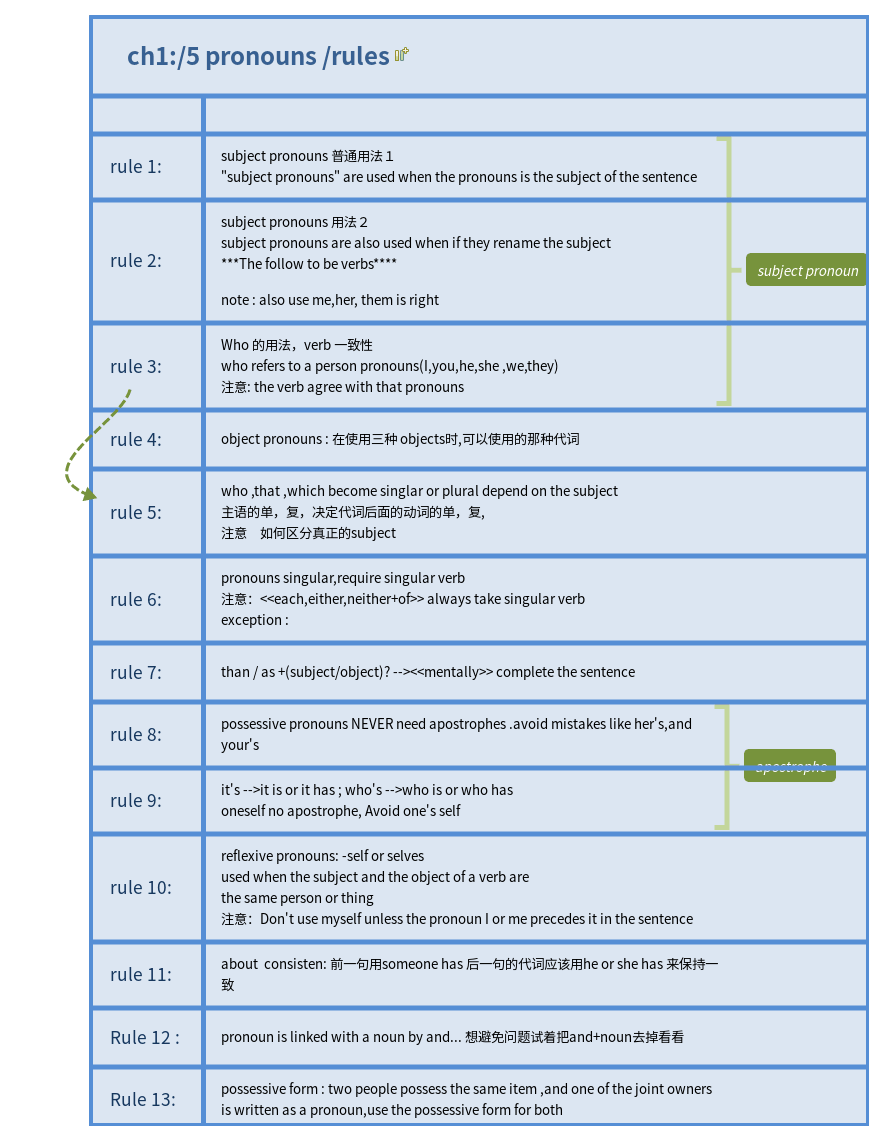 ch1:/5 pronouns /rules
rule 1:
subject pronouns 普通用法１
"subject pronouns" are used when the pronouns is the subject of the sentence
rule 2:
subject pronouns 用法２
subject pronouns are also used when if they rename the subject
***The follow to be verbs****
note : also use me,her, them is right
subject pronoun
rule 3:
Who 的用法，verb 一致性
who refers to a person pronouns(I,you,he,she ,we,they)
注意: the verb agree with that pronouns
rule 4:
object pronouns : 在使用三种 objects时,可以使用的那种代词
rule 5:
who ,that ,which become singlar or plural depend on the subject
主语的单，复，决定代词后面的动词的单，复,
注意　如何区分真正的subject
rule 6:
pronouns singular,require singular verb
注意：<<each,either,neither+of>> always take singular verb
exception :
rule 7:
than / as +(subject/object)? --><<mentally>> complete the sentence
rule 8:
possessive pronouns NEVER need apostrophes .avoid mistakes like her's,and
your's
apostrophe
rule 9:
it's -->it is or it has ; who's -->who is or who has
oneself no apostrophe, Avoid one's self
rule 10:
reflexive pronouns: -self or selves
used when the subject and the object of a verb are
the same person or thing
注意：Don't use myself unless the pronoun I or me precedes it in the sentence
rule 11:
about  consisten: 前一句用someone has 后一句的代词应该用he or she has 来保持一
致
Rule 12 :
pronoun is linked with a noun by and... 想避免问题试着把and+noun去掉看看
Rule 13:
possessive form : two people possess the same item ,and one of the joint owners
is written as a pronoun,use the possessive form for both